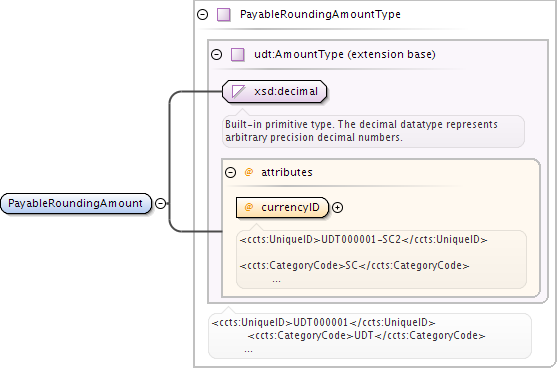 PayableRoundingAmountType
udt:AmountType (extension base)
xsd:decimal
Built-in primitive type. The decimal datatype represents
arbitrary precision decimal numbers.
@ attributes
@ currencyID
<ccts:UniqueID>UDT000001-SC2</ccts:UniqueID>
<ccts:CategoryCode>SC</ccts:CategoryCode>
...
PayableRoundingAmount
<ccts:UniqueID>UDT000001</ccts:UniqueID>
<ccts:CategoryCode>UDT</ccts:CategoryCode>
...